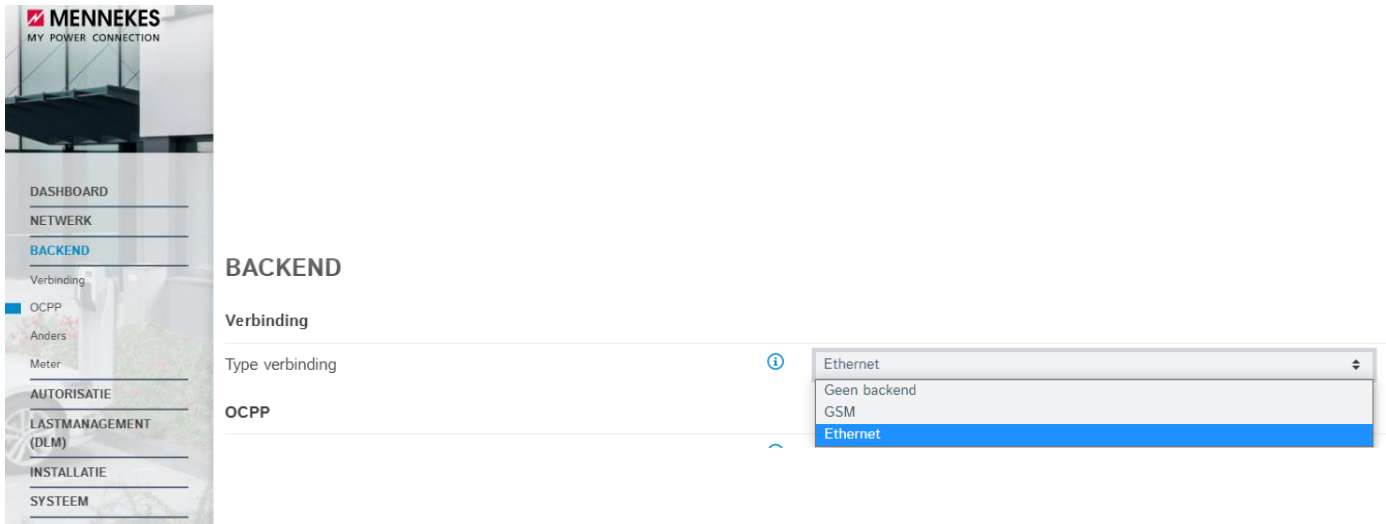 MENNEKES
MY POWER CONNECTION
DASHBOARD
NETWERK
BACKEND
Verbinding
OCPP
Anders
Meter
AUTORISATIE
LASTMANAGEMENT
(DLM)
INSTALLATIE
SYSTEEM
BACKEND
Verbinding
Type verbinding
Ethernet
Geen backend
GSM
Ethernet
OCPP